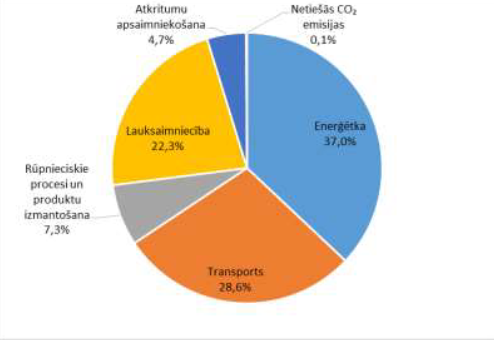 Atkritumu
apsaimniekošana
4,7%
Netiešās CO₂
emisijas
0,1%
Enerģētka
37,0%
Lauksaimniecība
22,3%
Rūpnieciskie
procesi un
produktu
izmantošana
7,3%
Transports
28,6%